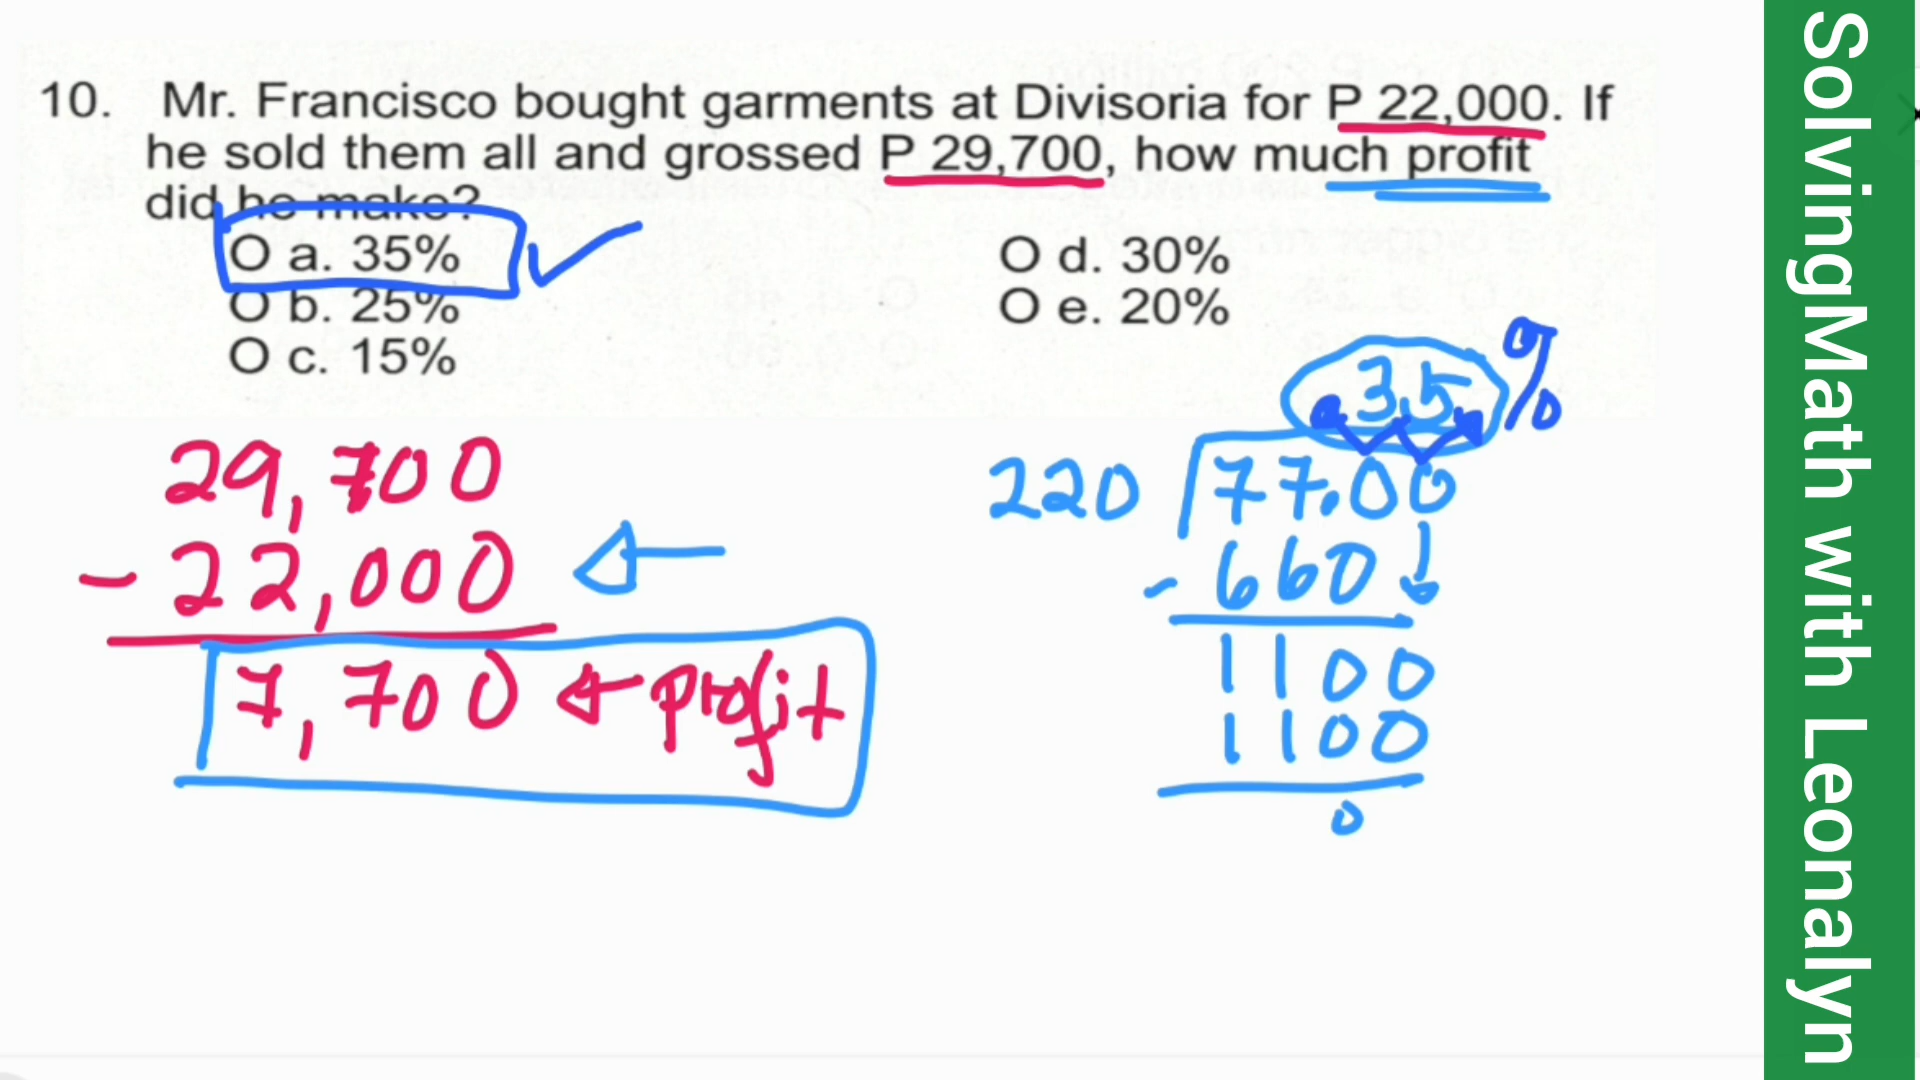 10. Mr. Francisco bought garments at Divisoria for P 22,000. If
he sold them all and grossed P 29,700, how much profit
did he make?
O a. 35%
O b. 25%
O c. 15%
O d. 30%
O e. 20%
29,700
- 22,000
7,700 ← profit
35 %
220 77.00
- 660
1100
1100
0
SolvingMath with Leonalyn